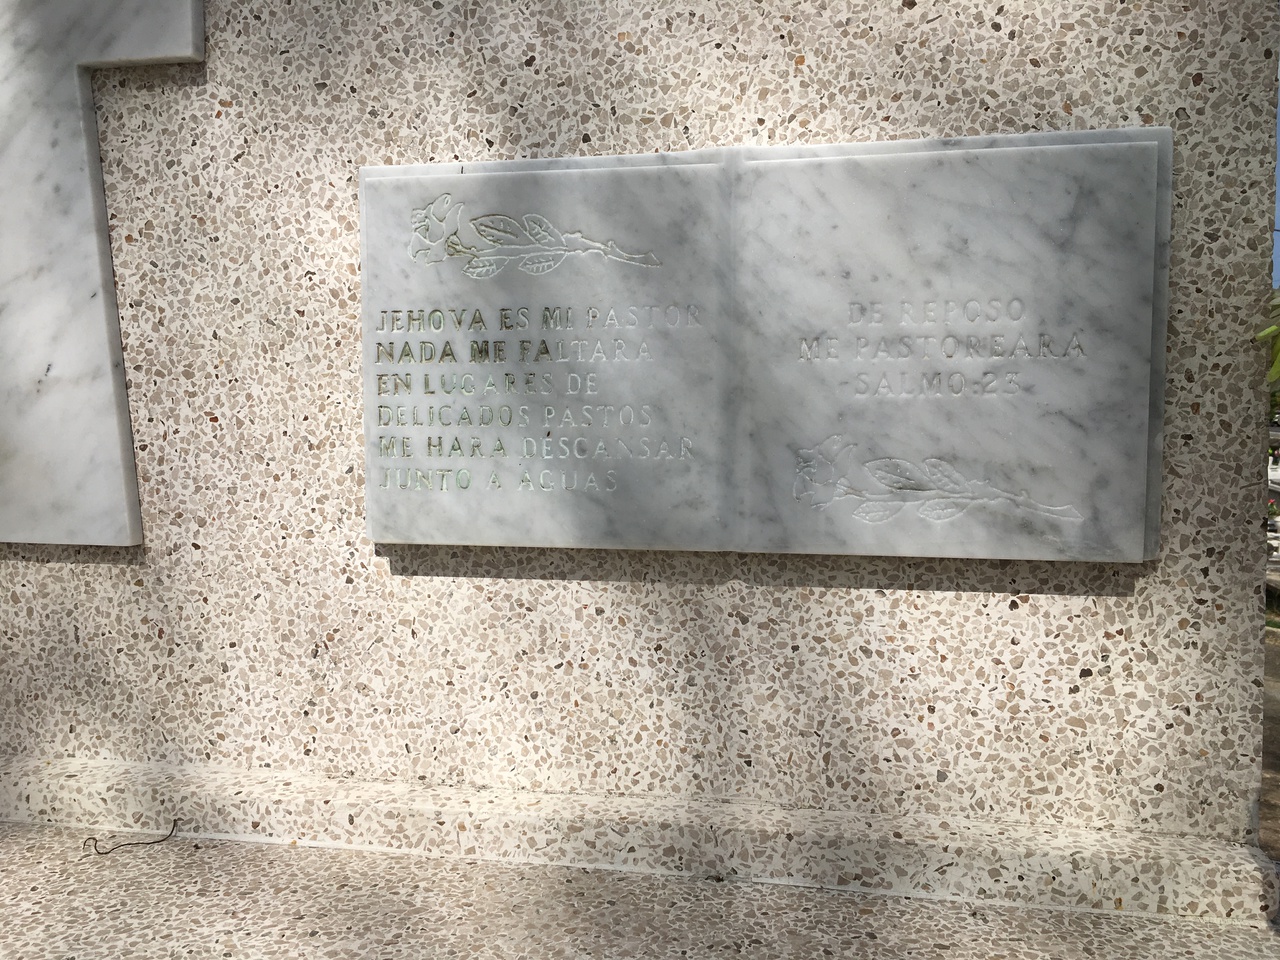 JEHOVA ES MI PASTOR
NADA ME FALTARA
EN LUGARES DE
DELICADOS PASTOS
ME HARA DESCANSAR
JUNTO A AGUAS
DE REPOSO
ME PASTOREARÁ
SALMO:23